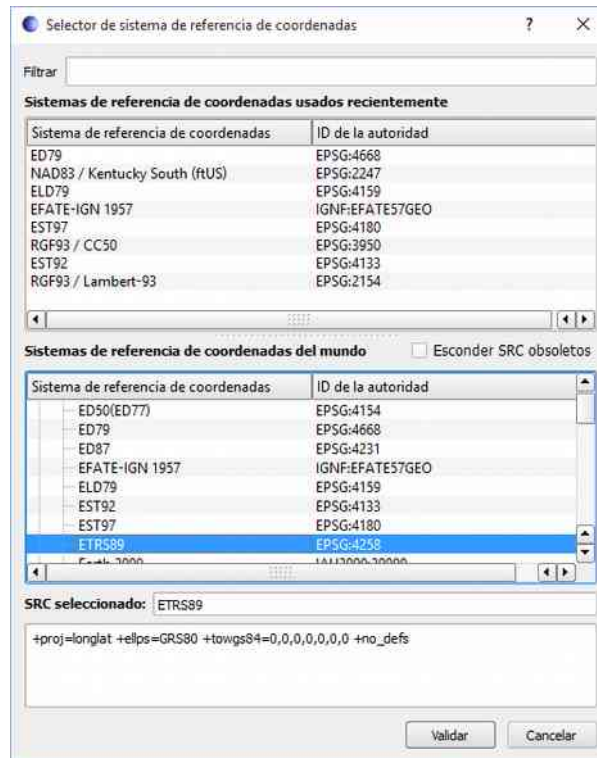 Selector de sistema de referencia de coordenadas ? ×
Filtrar
Sistemas de referencia de coordenadas usados recientemente
Sistema de referencia de coordenadas ID de la autoridad
ED79 EPSG:4668
NAD83 / Kentucky South (ftUS) EPSG:2247
ELD79 EPSG:4159
EFATE-IGN 1957 IGNF:EFATE57GEO
EST97 EPSG:4180
RGF93 / CC50 EPSG:3950
EST92 EPSG:4133
RGF93 / Lambert-93 EPSG:2154
Sistemas de referencia de coordenadas del mundo Esconder SRC obsoletos
Sistema de referencia de coordenadas ID de la autoridad
ED50(ED77) EPSG:4154
ED79 EPSG:4668
ED87 EPSG:4231
EFATE-IGN 1957 IGNF:EFATE57GEO
ELD79 EPSG:4159
EST92 EPSG:4133
EST97 EPSG:4180
ETRS89 EPSG:4258
SRC seleccionado: ETRS89
+proj=longlat +ellps=GRS80 +towgs84=0,0,0,0,0,0,0 +no_defs
Validar Cancelar